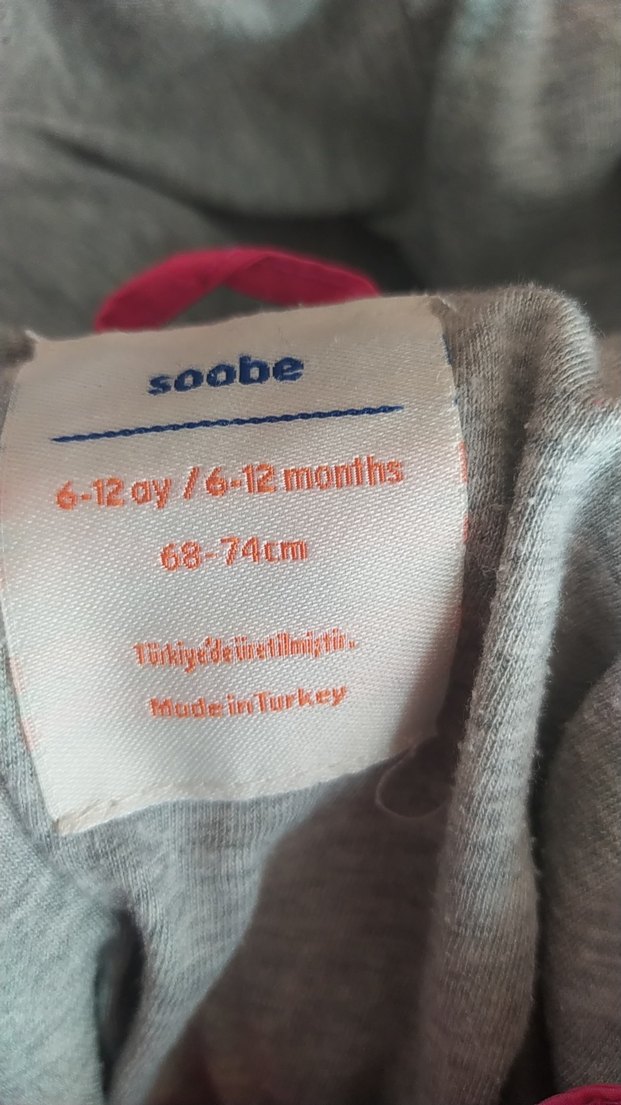 soobe
6-12 ay / 6-12 months
68-74cm
Türkiye'de üretilmiştir.
Made in Turkey